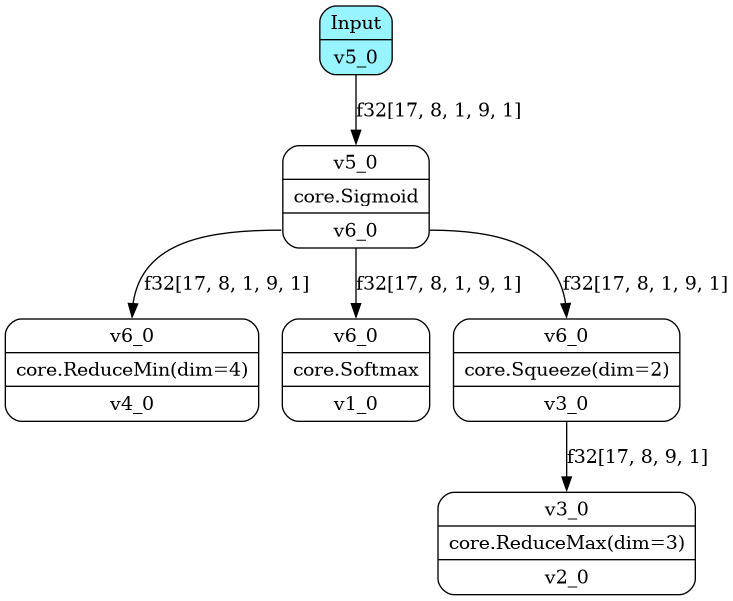 Input
v5_0
f32[17, 8, 1, 9, 1]
v5_0
core.Sigmoid
v6_0
f32[17, 8, 1, 9, 1]
f32[17, 8, 1, 9, 1]
f32[17, 8, 1, 9, 1]
v6_0
core.ReduceMin(dim=4)
v4_0
v6_0
core.Softmax
v1_0
v6_0
core.Squeeze(dim=2)
v3_0
f32[17, 8, 9, 1]
v3_0
core.ReduceMax(dim=3)
v2_0